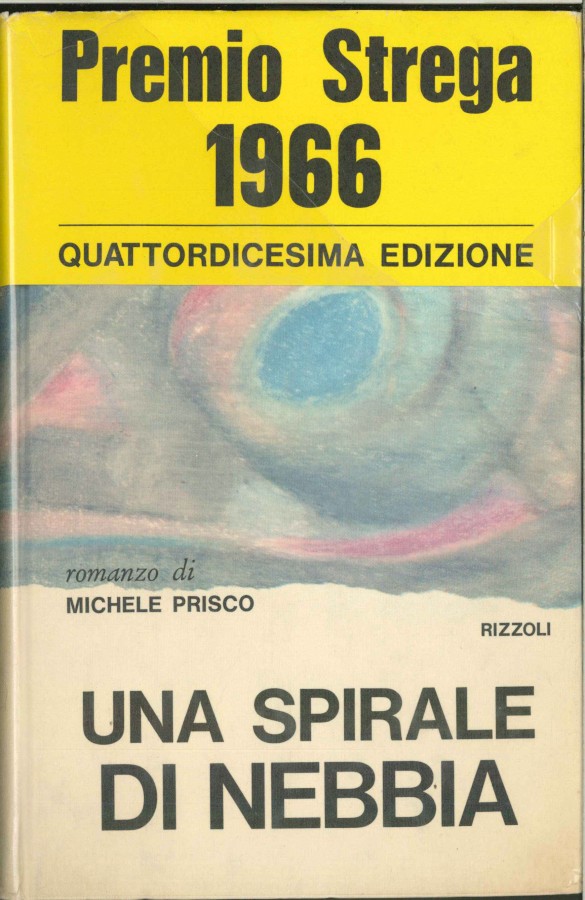 Premio Strega
1966
QUATTORDICESIMA EDIZIONE
romanzo di
MICHELE PRISCO
RIZZOLI
UNA SPIRALE
DI NEBBIA